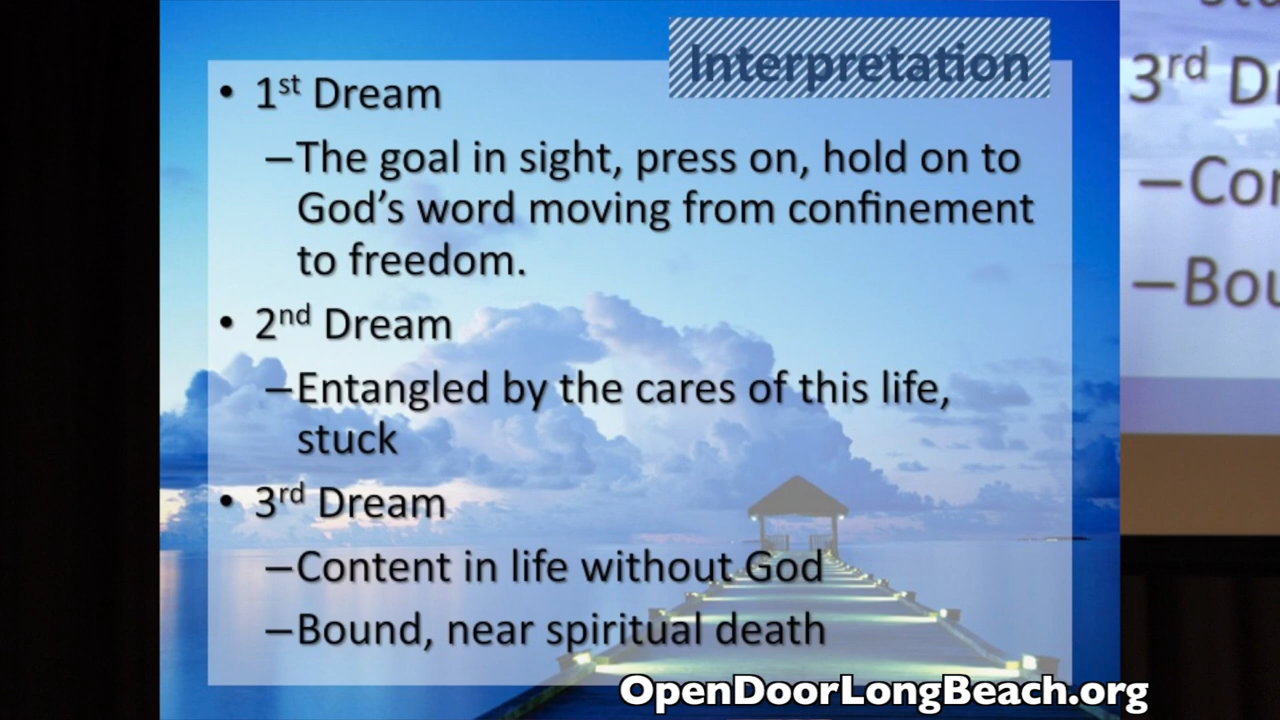 Interpretation
• 1st Dream
–The goal in sight, press on, hold on to
God's word moving from confinement
to freedom.
• 2nd Dream
–Entangled by the cares of this life,
stuck
• 3rd Dream
–Content in life without God
–Bound, near spiritual death
3rd
OpenDoorLongBeach.org